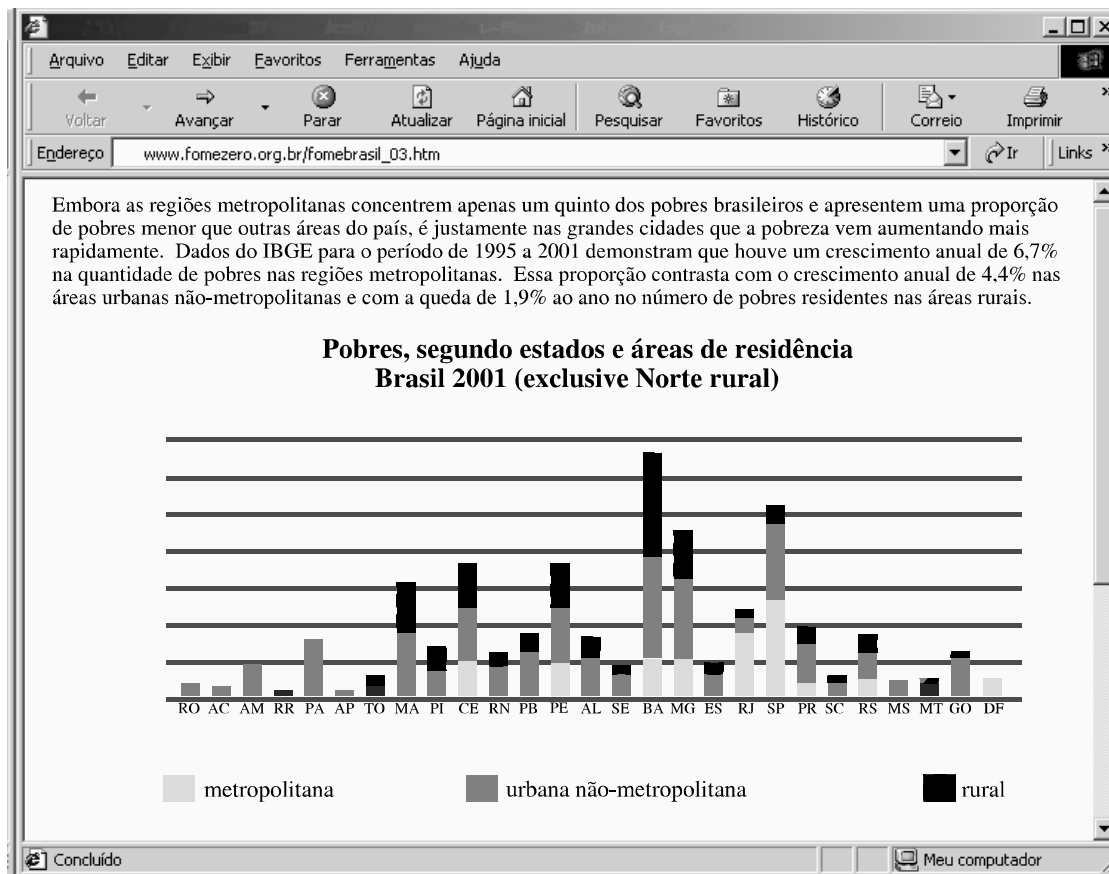 Arquivo Editar Exibir Favoritos Ferramentas Ajuda
Voltar Avançar Parar Atualizar Página inicial Pesquisar Favoritos Histórico Correio Imprimir »
Endereço www.fomezero.org.br/fomebrasil_03.htm Ir Links »
Embora as regiões metropolitanas concentrem apenas um quinto dos pobres brasileiros e apresentem uma proporção
de pobres menor que outras áreas do país, é justamente nas grandes cidades que a pobreza vem aumentando mais
rapidamente. Dados do IBGE para o período de 1995 a 2001 demonstram que houve um crescimento anual de 6,7%
na quantidade de pobres nas regiões metropolitanas. Essa proporção contrasta com o crescimento anual de 4,4% nas
áreas urbanas não-metropolitanas e com a queda de 1,9% ao ano no número de pobres residentes nas áreas rurais.
Pobres, segundo estados e áreas de residência
Brasil 2001 (exclusive Norte rural)
RO AC AM RR PA AP TO MA PI CE RN PB PE AL SE BA MG ES RJ SP PR SC RS MS MT GO DF
metropolitana urbana não-metropolitana rural
Concluído Meu computador